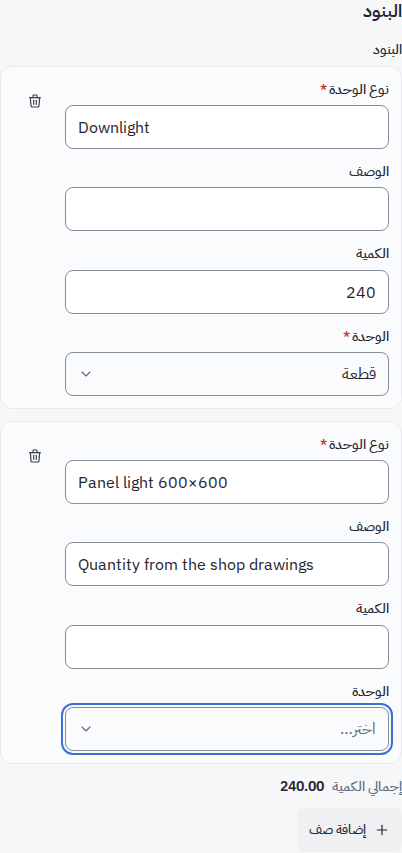 البنود
البنود
نوع الوحدة *
Downlight
الوصف
الكمية
240
الوحدة *
قطعة
نوع الوحدة *
Panel light 600×600
الوصف
Quantity from the shop drawings
الكمية
الوحدة
اختر...
إجمالي الكمية 240.00
+ إضافة صف